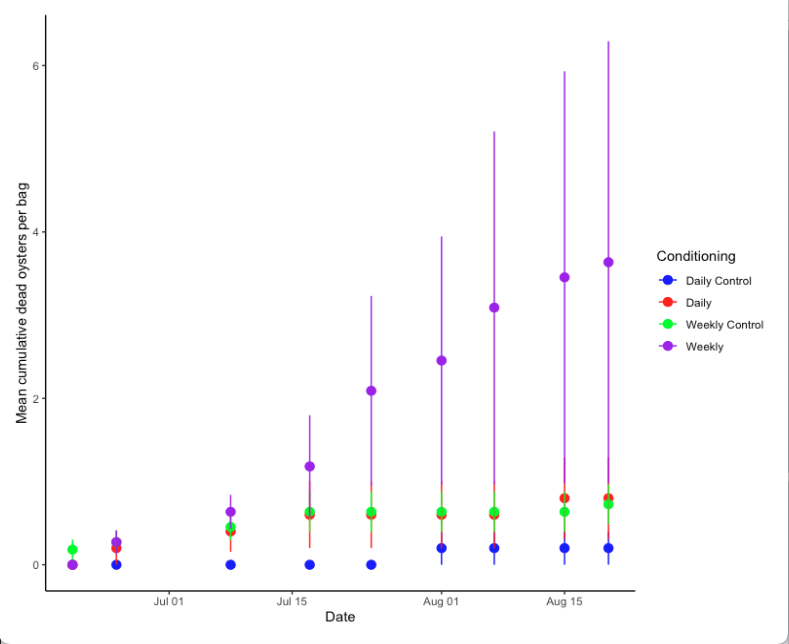 6
4
2
0
Mean cumulative dead oysters per bag
Jul 01
Jul 15
Aug 01
Aug 15
Date
Conditioning
Daily Control
Daily
Weekly Control
Weekly